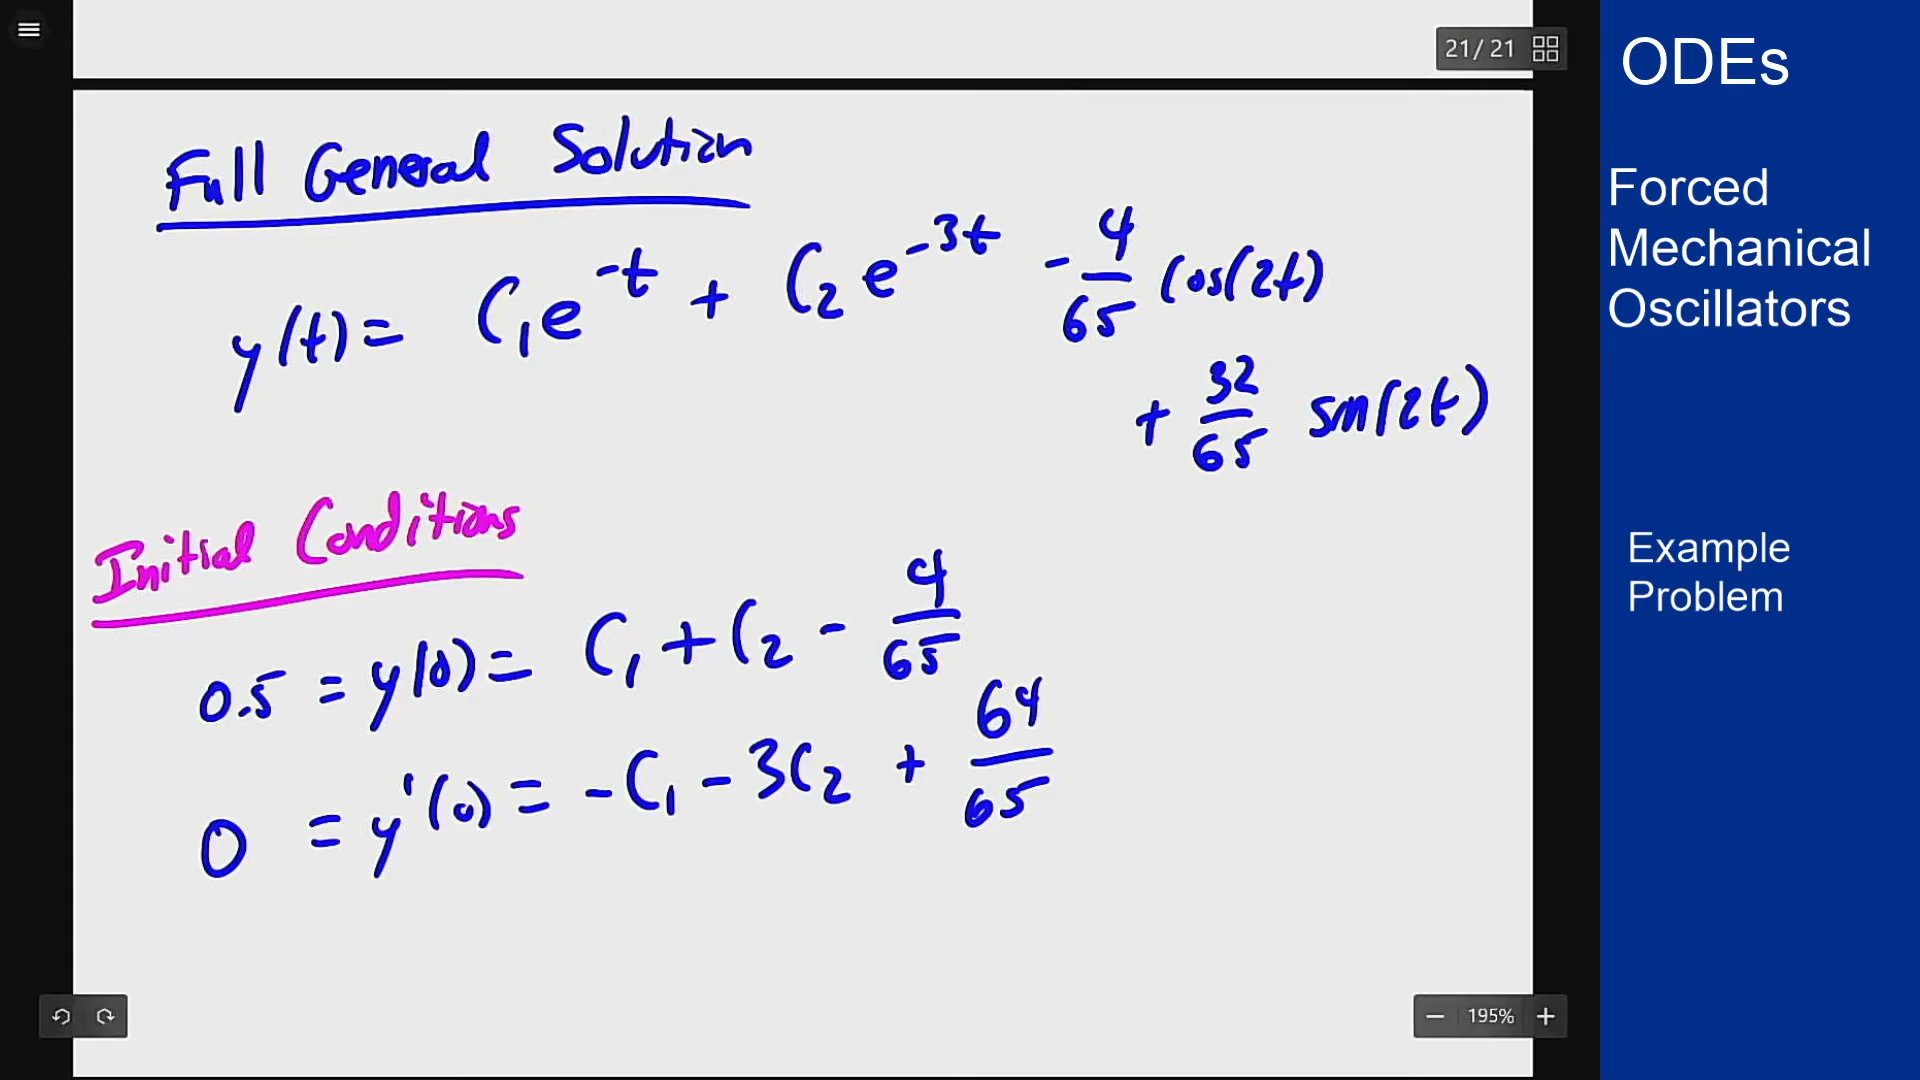 21 / 21
ODEs
Forced
Mechanical
Oscillators
Example
Problem
Full General Solution
y(t) = C₁e^{-t} + C₂e^{-3t} - 4/65 cos(2t)
+ 32/65 sin(2t)
Initial Conditions
0.5 = y(0) = C₁ + C₂ - 4/65
0 = y'(0) = -C₁ - 3C₂ + 64/65
195%